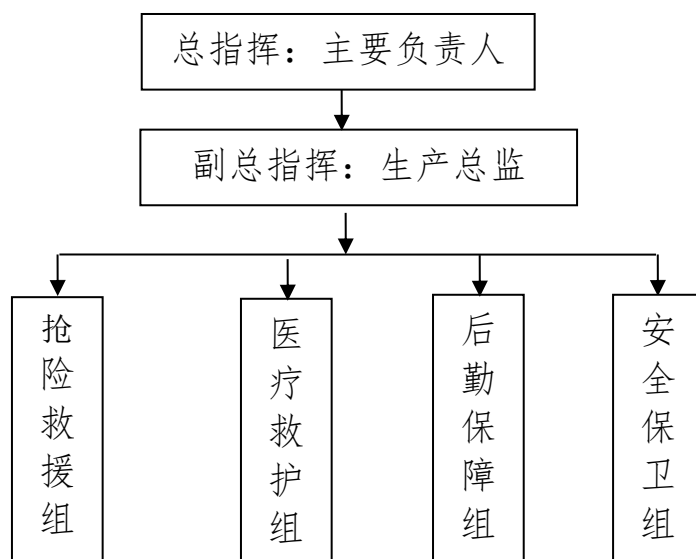 总指挥：主要负责人
副总指挥：生产总监
抢险救援组
医疗救护组
后勤保障组
安全保卫组